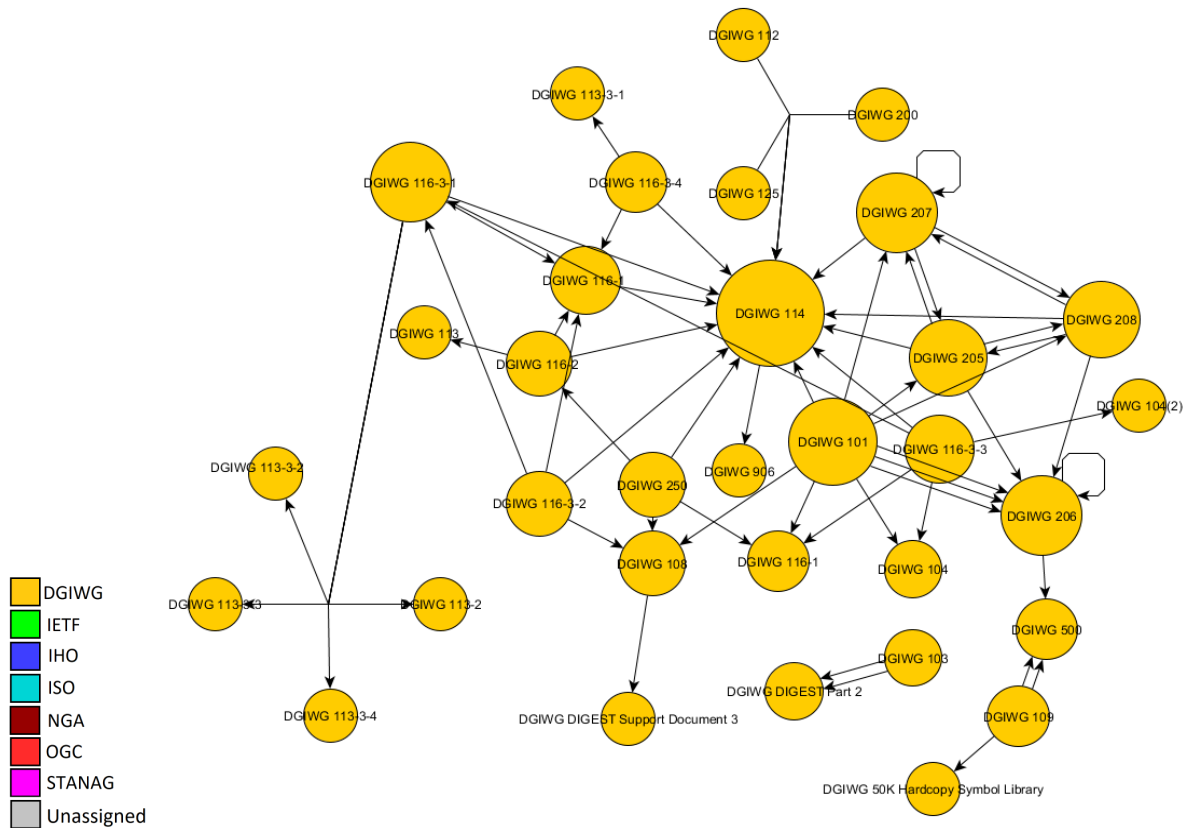 DGIWG 112
DGIWG 113-3-1
DGIWG 200
DGIWG 116-3-1
DGIWG 116-3-4
DGIWG 125
DGIWG 207
DGIWG 116-1
DGIWG 114
DGIWG 208
DGIWG 113
DGIWG 116-2
DGIWG 205
DGIWG 104(2)
DGIWG 101
DGIWG 116-3-3
DGIWG 113-3-2
DGIWG 906
DGIWG 250
DGIWG 116-3-2
DGIWG 206
DGIWG 108
DGIWG 116-1
DGIWG 104
DGIWG 113-3-3
DGIWG 113-2
DGIWG 500
DGIWG 103
DGIWG DIGEST Part 2
DGIWG 113-3-4
DGIWG DIGEST Support Document 3
DGIWG 109
DGIWG 50K Hardcopy Symbol Library
DGIWG
IETF
IHO
ISO
NGA
OGC
STANAG
Unassigned